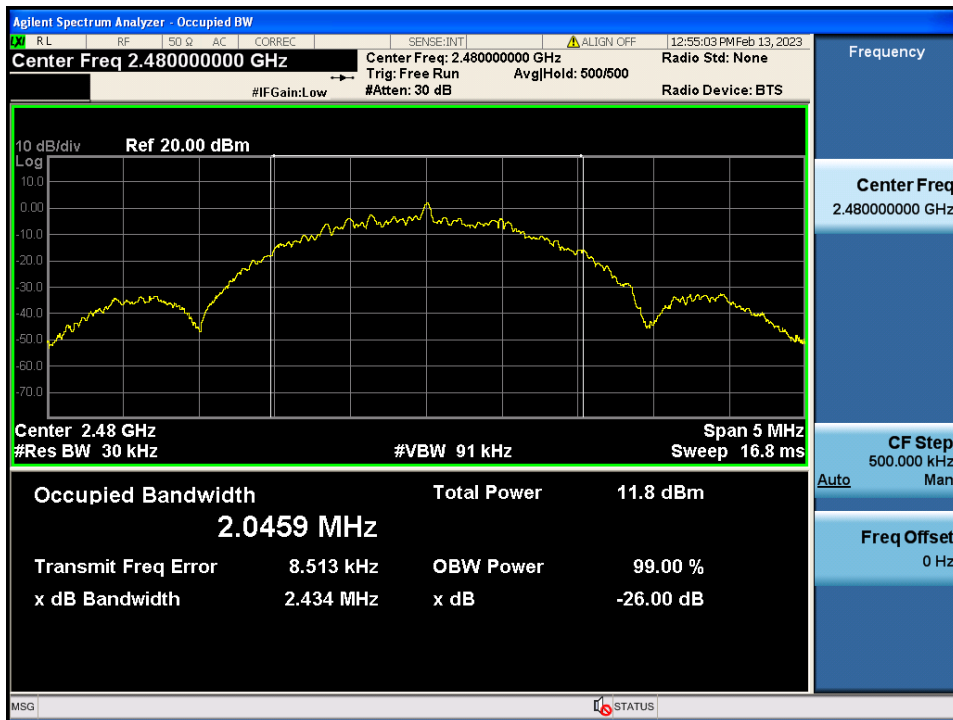 Agilent Spectrum Analyzer - Occupied BW
LXI RL RF 50 Ω AC CORREC SENSE:INT ALIGN OFF 12:55:03 PM Feb 13, 2023
Center Freq 2.480000000 GHz
Center Freq: 2.480000000 GHz Radio Std: None
Trig: Free Run Avg|Hold: 500/500
#IFGain:Low #Atten: 30 dB Radio Device: BTS
10 dB/div Ref 20.00 dBm
Log
10.0
0.00
-10.0
-20.0
-30.0
-40.0
-50.0
-60.0
-70.0
Center 2.48 GHz Span 5 MHz
#Res BW 30 kHz #VBW 91 kHz Sweep 16.8 ms
Occupied Bandwidth Total Power 11.8 dBm
2.0459 MHz
Transmit Freq Error 8.513 kHz OBW Power 99.00 %
x dB Bandwidth 2.434 MHz x dB -26.00 dB
Frequency
Center Freq
2.480000000 GHz
CF Step
500.000 kHz
Auto Man
Freq Offset
0 Hz
MSG STATUS